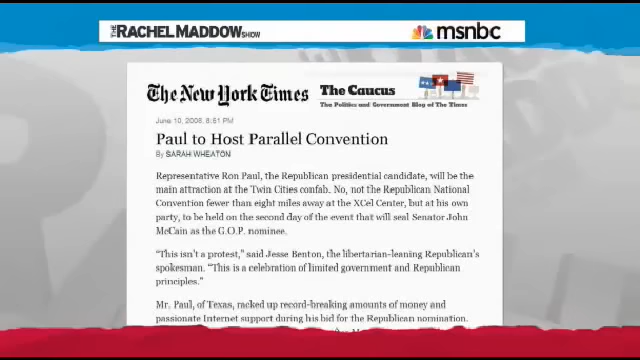 THE RACHEL MADDOW SHOW
msnbc
The New York Times
The Caucus
The Politics and Government Blog of The Times
June 10, 2008, 8:51 PM
Paul to Host Parallel Convention
By SARAH WHEATON
Representative Ron Paul, the Republican presidential candidate, will be the
main attraction at the Twin Cities confab. No, not the Republican National
Convention fewer than eight miles away at the XCel Center, but at his own
party, to be held on the second day of the event that will seal Senator John
McCain as the G.O.P. nominee.
“This isn’t a protest,” said Jesse Benton, the libertarian-leaning Republican’s
spokesman. “This is a celebration of limited government and Republican
principles.”
Mr. Paul, of Texas, racked up record-breaking amounts of money and
passionate Internet support during his bid for the Republican nomination.